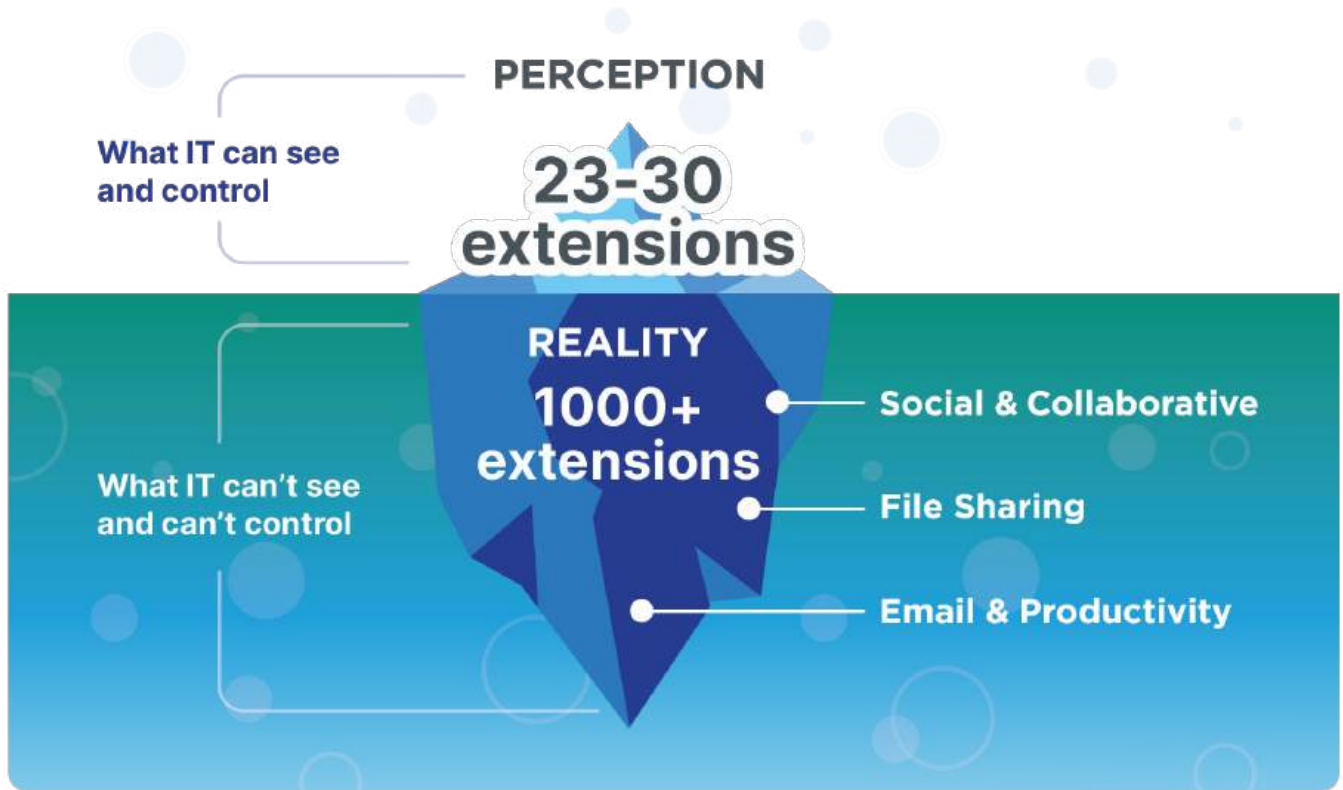 PERCEPTION
What IT can see
and control
23-30
extensions
REALITY
1000+
extensions
Social & Collaborative
What IT can't see
and can't control
File Sharing
Email & Productivity